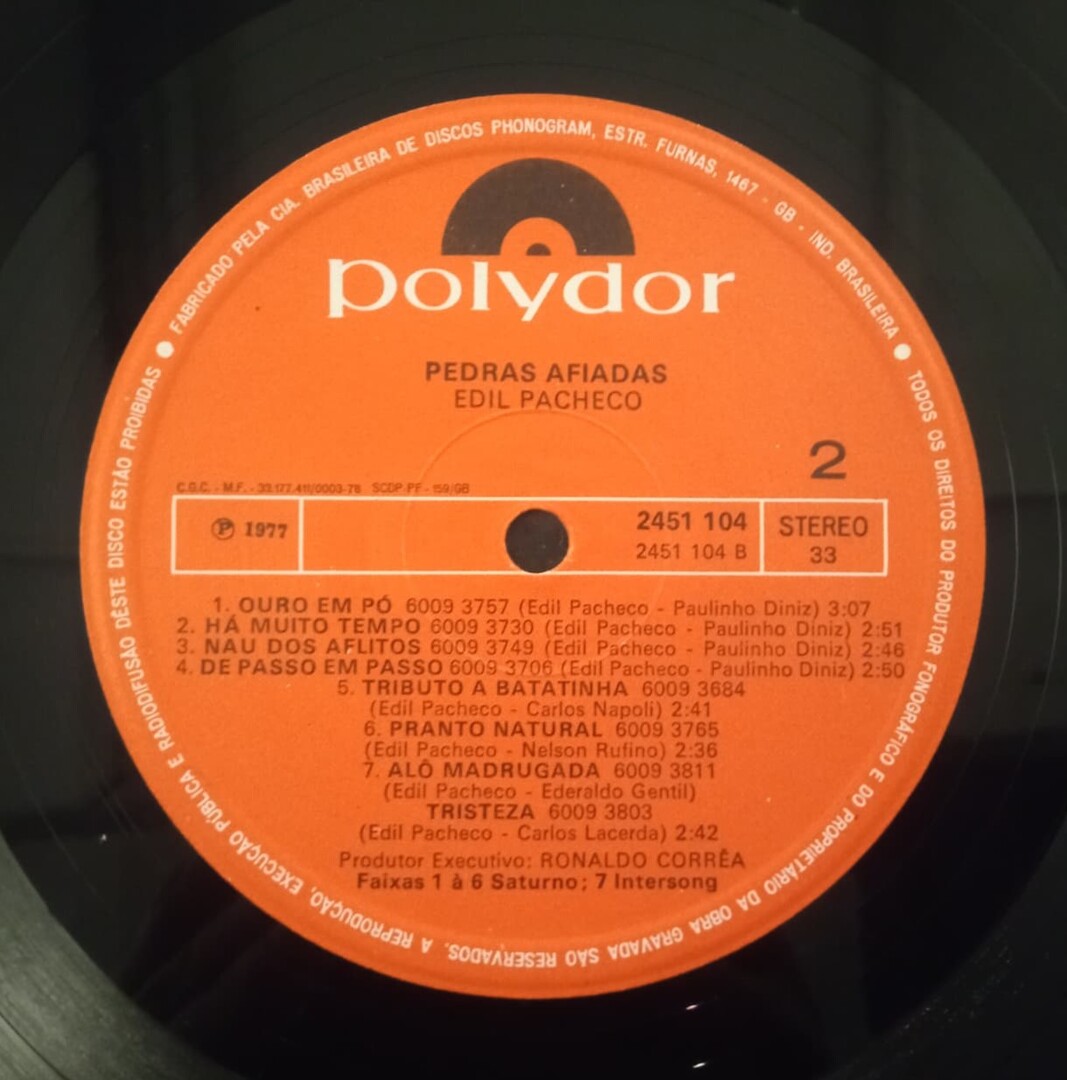 FABRICADO PELA CIA. BRASILEIRA DE DISCOS PHONOGRAM, ESTR. FURNAS, 1467 - GB - IND. BRASILEIRA
TODOS OS DIREITOS DO PRODUTOR FONOGRÁFICO E DO PROPRIETÁRIO DA OBRA GRAVADA SÃO RESERVADOS. A REPRODUÇÃO, EXECUÇÃO PÚBLICA E RADIODIFUSÃO DÊSTE DISCO ESTÃO PROIBIDAS
polydor
PEDRAS AFIADAS
EDIL PACHECO
2
C.G.C. - M.F. - 33.177.411/0003-78 SCDP-PF - 159/GB
℗ 1977
2451 104
2451 104 B
STEREO
33
1. OURO EM PÓ 6009 3757 (Edil Pacheco - Paulinho Diniz) 3:07
2. HÁ MUITO TEMPO 6009 3730 (Edil Pacheco - Paulinho Diniz) 2:51
3. NAU DOS AFLITOS 6009 3749 (Edil Pacheco - Paulinho Diniz) 2:46
4. DE PASSO EM PASSO 6009 3706 (Edil Pacheco - Paulinho Diniz) 2:50
5. TRIBUTO A BATATINHA 6009 3684
(Edil Pacheco - Carlos Napoli) 2:41
6. PRANTO NATURAL 6009 3765
(Edil Pacheco - Nelson Rufino) 2:36
7. ALÔ MADRUGADA 6009 3811
(Edil Pacheco - Ederaldo Gentil)
TRISTEZA 6009 3803
(Edil Pacheco - Carlos Lacerda) 2:42
Produtor Executivo: RONALDO CORRÊA
Faixas 1 à 6 Saturno; 7 Intersong